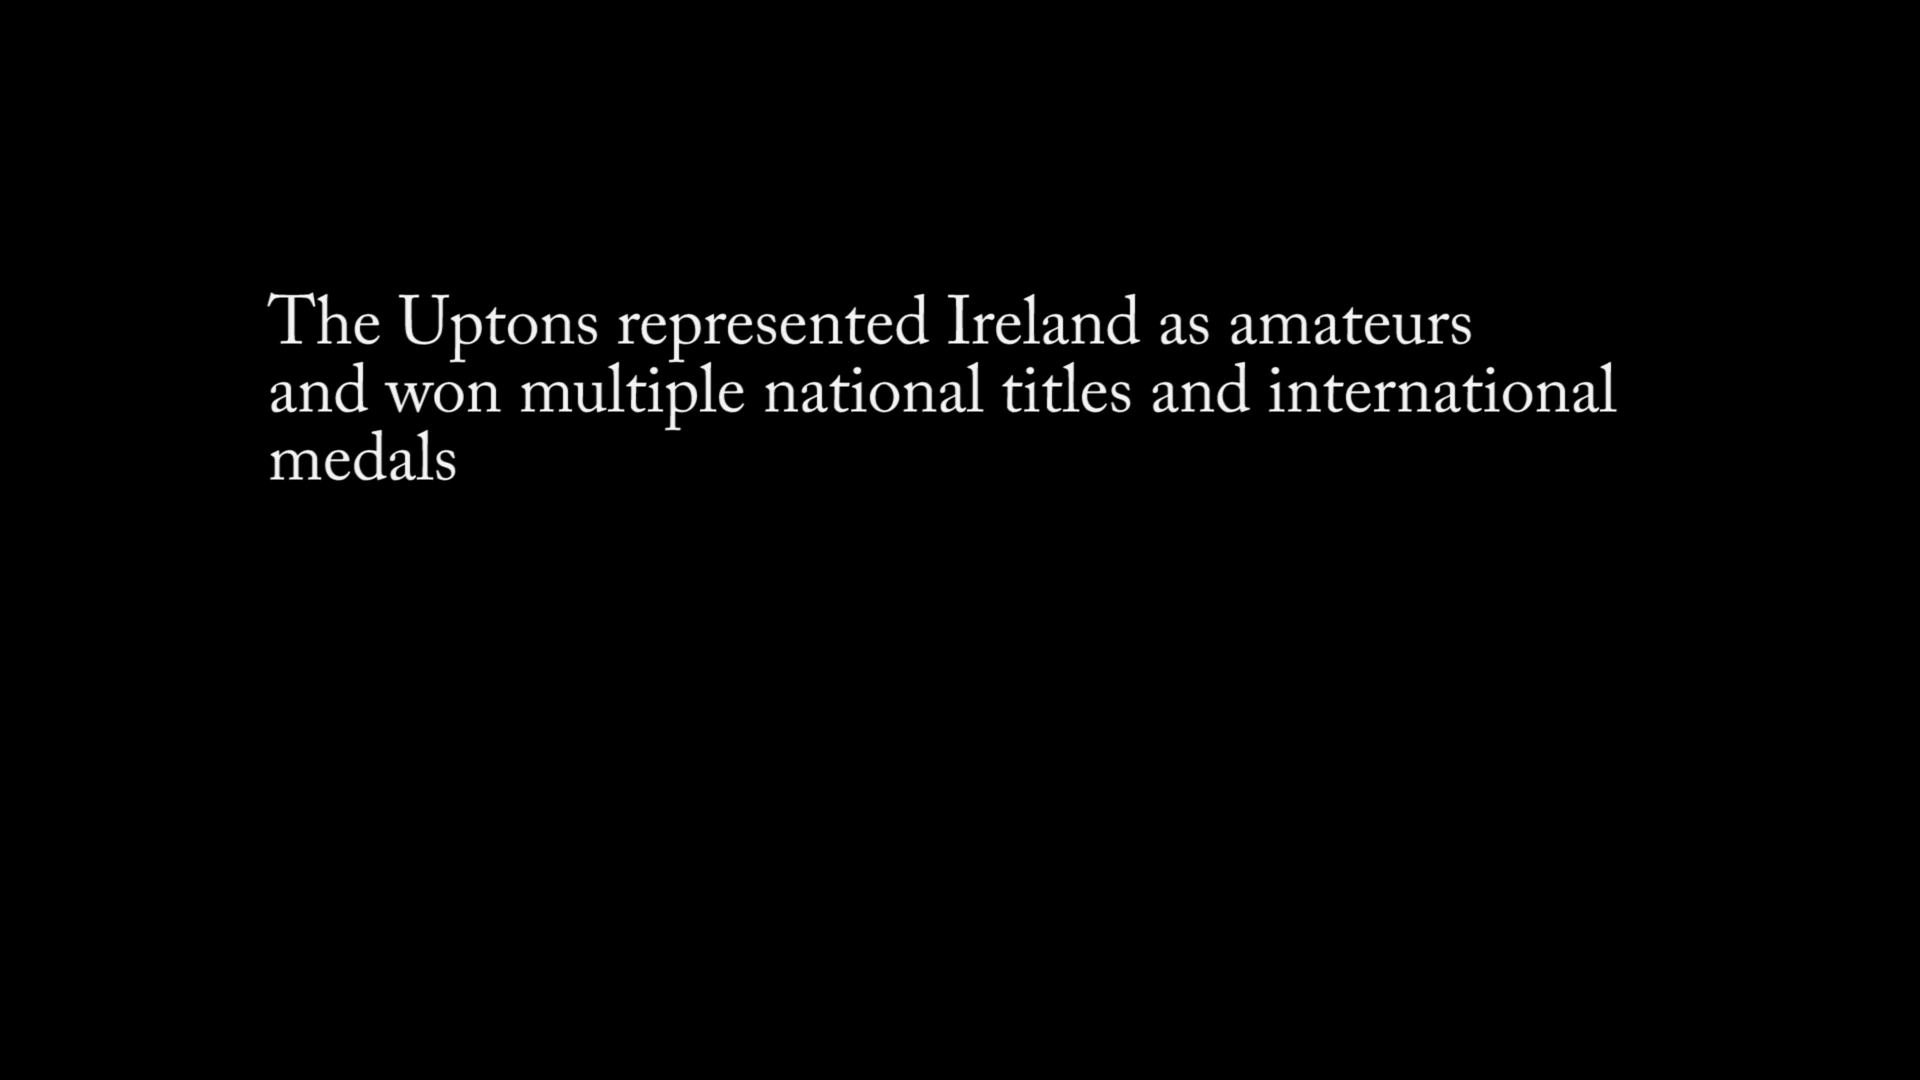 The Uptons represented Ireland as amateurs
and won multiple national titles and international
medals